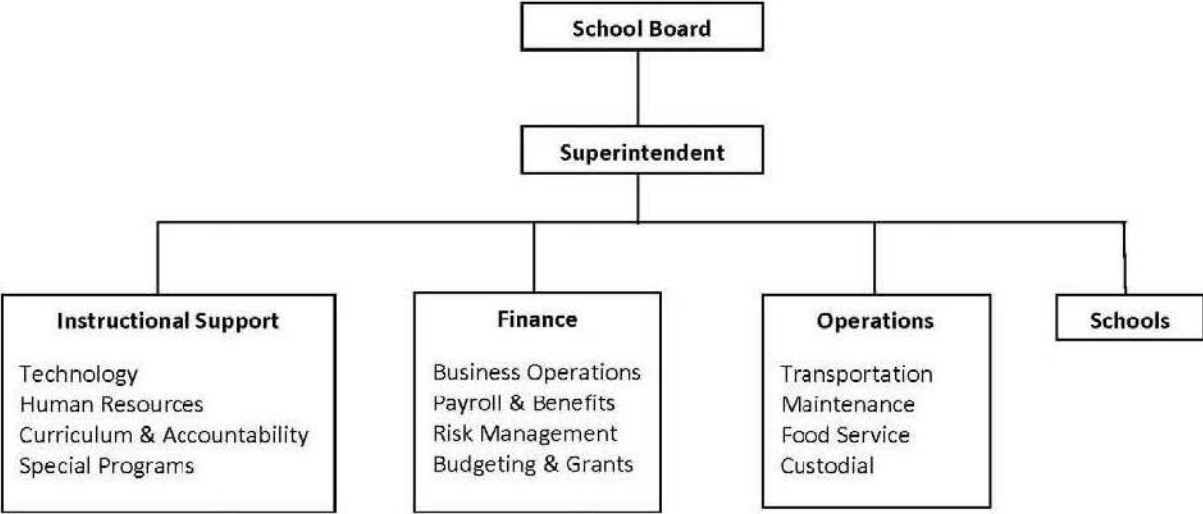 School Board
Superintendent
Instructional Support
Technology
Human Resources
Curriculum & Accountability
Special Programs
Finance
Business Operations
Payroll & Benefits
Risk Management
Budgeting & Grants
Operations
Transportation
Maintenance
Food Service
Custodial
Schools